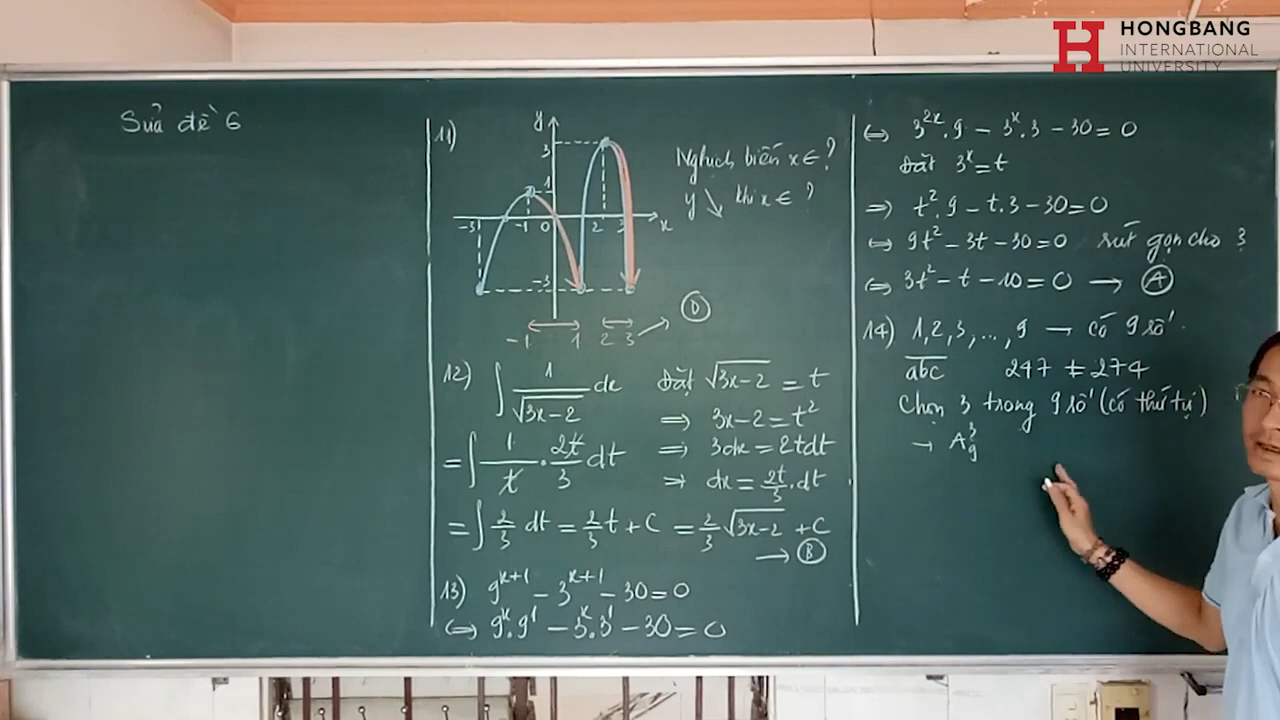 HONGBANG
INTERNATIONAL
UNIVERSITY
Sửa đề 6
11)
y
3
1
-3 -1 0 2 3 x
-3
-1 1 2 3 → Ⓓ
Nghịch biến x ∈ ?
y ↘ khi x ∈ ?
12) ∫ 1/√(3x-2) dx Đặt √(3x-2) = t
⇒ 3x-2 = t²
= ∫ 1/t · 2t/3 dt ⇒ 3dx = 2tdt
⇒ dx = 2t/3 · dt
= ∫ 2/3 dt = 2/3 t + C = 2/3 √(3x-2) + C
→ Ⓑ
13) 9^(x+1) - 3^(x+1) - 30 = 0
⇔ 9^x · 9^1 - 3^x · 3^1 - 30 = 0
⇔ 3^(2x) · 9 - 3^x · 3 - 30 = 0
Đặt 3^x = t
⇒ t² · 9 - t · 3 - 30 = 0
⇔ 9t² - 3t - 30 = 0 rút gọn cho 3
⇔ 3t² - t - 10 = 0 → Ⓐ
14) 1, 2, 3, ..., 9 → có 9 số.
abc 247 ≠ 274
Chọn 3 trong 9 số (có thứ tự)
→ A³₉